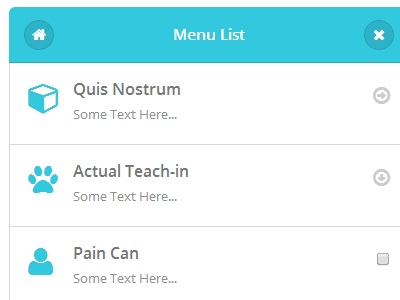 Menu List
Quis Nostrum
Some Text Here...
Actual Teach-in
Some Text Here...
Pain Can
Some Text Here...